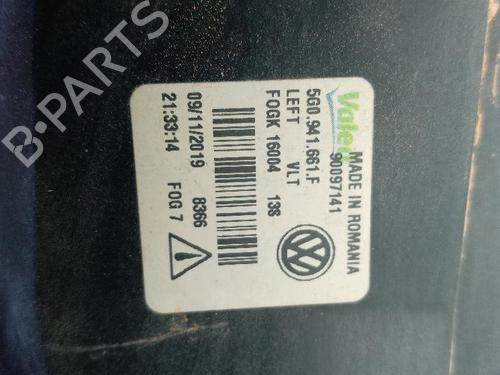 Valeo
MADE IN ROMANIA
90097141
5G0.941.661.F
LEFT VLT
FOGK 16004 13S
09/11/2019 8366
21:33:14 FOG 7
B-PARTS